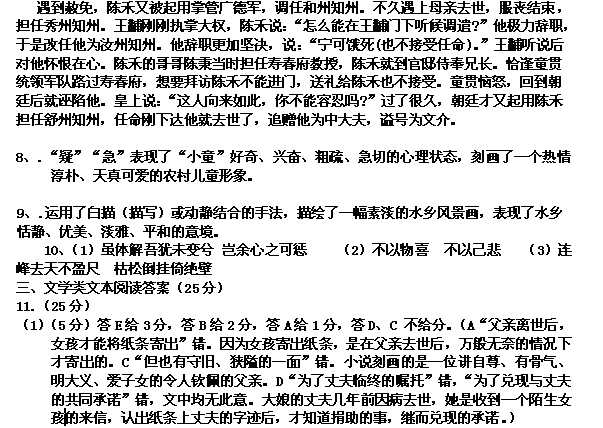 遇到赦免，陈禾又被起用掌管广德军，调任和州知州。不久遇上母亲去世，服丧结束，
担任秀州知州。王黼刚刚执掌大权，陈禾说：“怎么能在王黼门下听候调遣？”他极力辞职，
于是改任他为汝州知州。他辞职更加坚决，说：“宁可饿死（也不接受任命）。”王黼听说后
对他怀恨在心。陈禾的哥哥陈秉当时担任寿春府教授，陈禾就到官邸侍奉兄长。恰逢童贯
统领军队路过寿春府，想要拜访陈禾不能进门，送礼给陈禾也不接受。童贯恼怒，回到朝
廷后就诬陷他。皇上说：“这人向来如此，你不能容忍吗？”过了很久，朝廷才又起用陈禾
担任舒州知州，任命刚下达他就去世了，追赠他为中大夫，谥号为文介。
8、．“疑”“急”表现了“小童”好奇、兴奋、粗疏、急切的心理状态，刻画了一个热情
淳朴、天真可爱的农村儿童形象。
9、．运用了白描（描写）或动静结合的手法，描绘了一幅素淡的水乡风景画，表现了水乡
恬静、优美、淡雅、平和的意境。
10、（1）虽体解吾犹未变兮 岂余心之可惩 （2）不以物喜 不以己悲 （3）连
峰去天不盈尺 枯松倒挂倚绝壁
三、文学类文本阅读答案（25分）
11.（25分）
（1）（5分）答E给3分，答B给2分，答A给1分，答D、C 不给分。（A“父亲离世后，
女孩才能将纸条寄出”错。因为女孩寄出纸条，是在父亲去世后，万般无奈的情况下
才寄出的。C“但也有守旧、狭隘的一面”错。小说刻画的是一位讲自尊、有骨气、
明大义、爱子女的令人钦佩的父亲。D“为了丈夫临终的嘱托”错，“为了兑现与丈夫
的共同承诺”错，文中均无此意。大娘的丈夫几年前因病去世，她是收到一个陌生女
孩的来信，认出纸条上丈夫的字迹后，才知道捐助的事，继而兑现的承诺。）